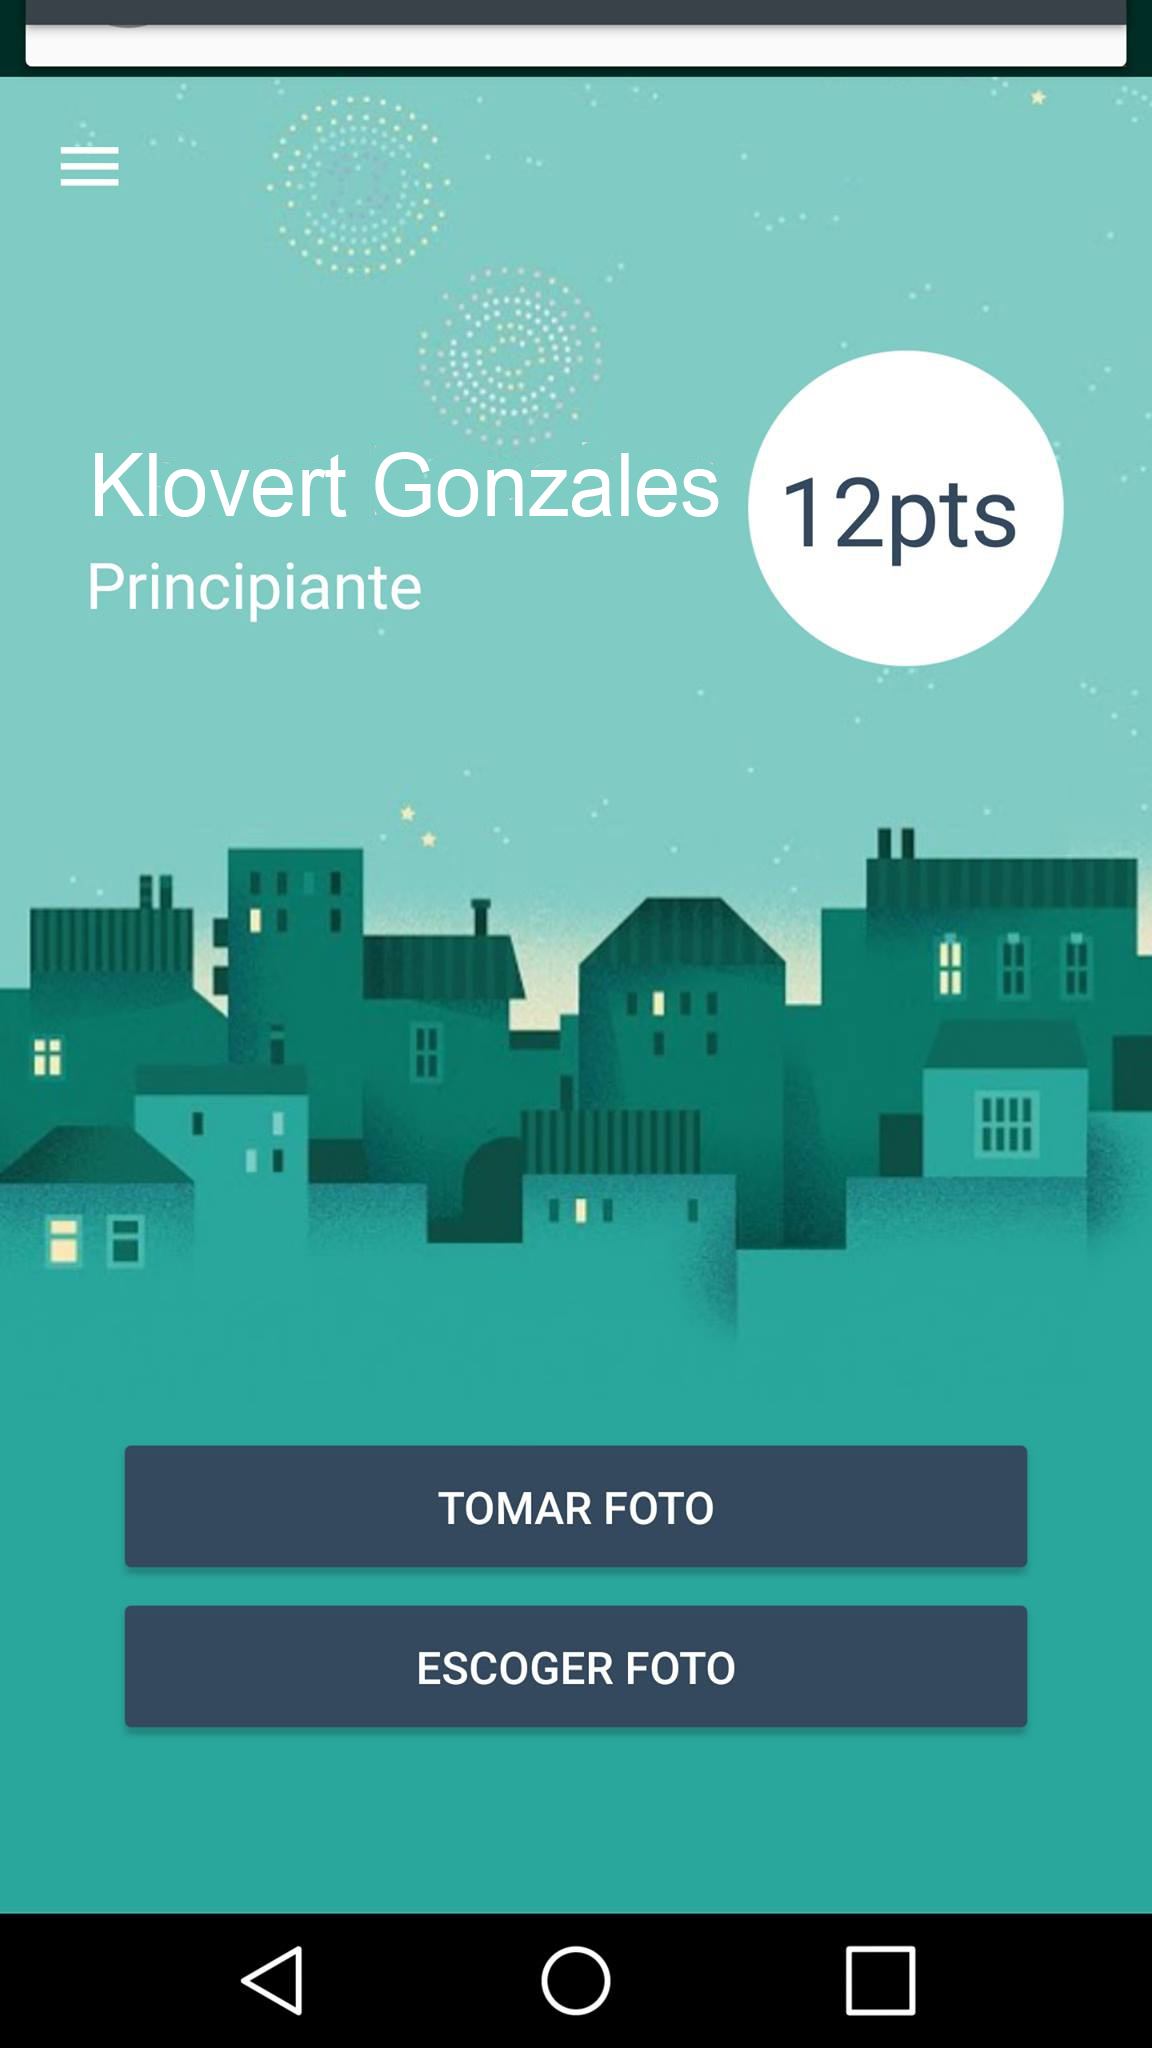 Klovert Gonzales
Principiante
12pts
TOMAR FOTO
ESCOGER FOTO